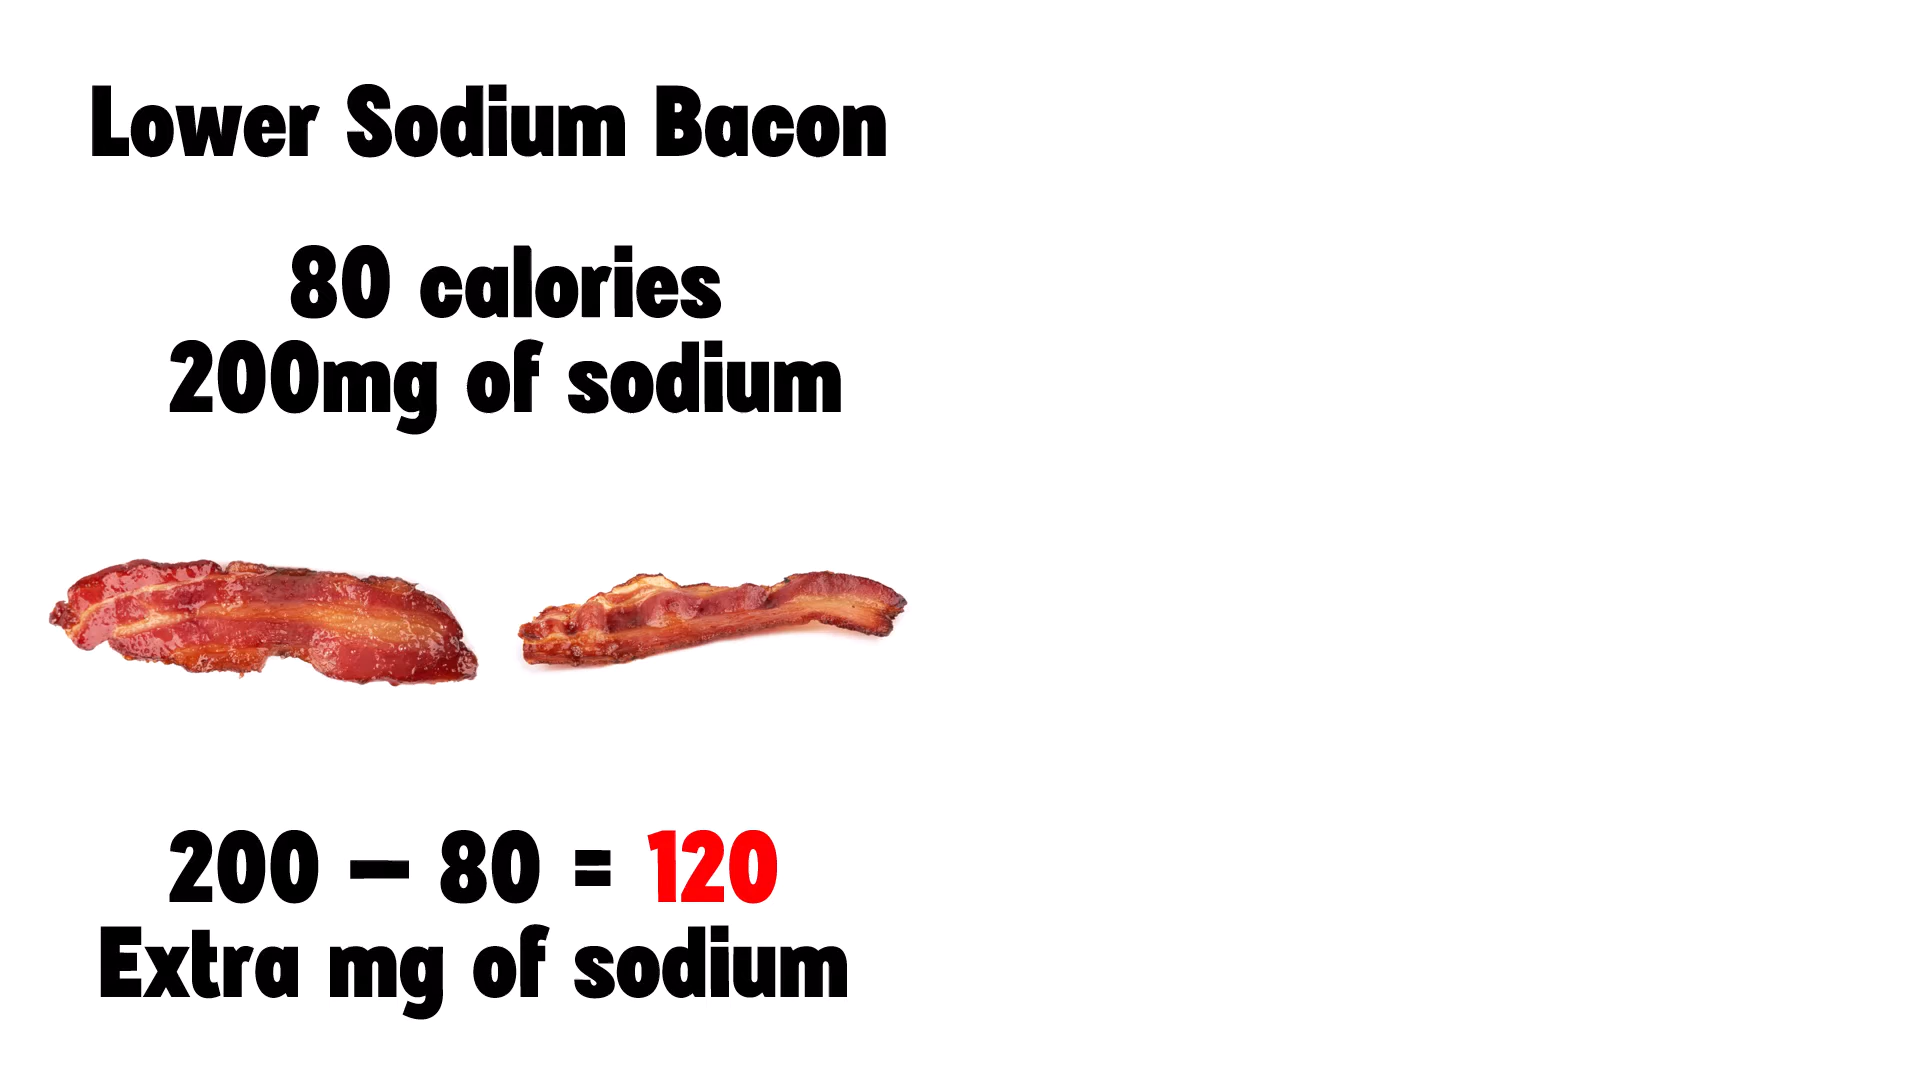 Lower Sodium Bacon
80 calories
200mg of sodium
200 – 80 = 120
Extra mg of sodium